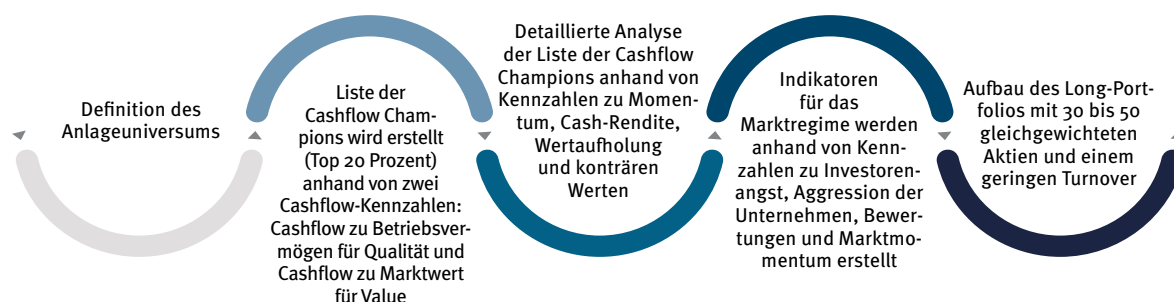 Definition des
Anlageuniversums
Liste der
Cashflow Cham-
pions wird erstellt
(Top 20 Prozent)
anhand von zwei
Cashflow-Kennzahlen:
Cashflow zu Betriebsver-
mögen für Qualität und
Cashflow zu Marktwert
für Value
Detaillierte Analyse
der Liste der Cashflow
Champions anhand von
Kennzahlen zu Momen-
tum, Cash-Rendite,
Wertaufholung
und konträren
Werten
Indikatoren
für das
Marktregime werden
anhand von Kenn-
zahlen zu Investoren-
angst, Aggression der
Unternehmen, Bewer-
tungen und Marktmo-
mentum erstellt
Aufbau des Long-Port-
folios mit 30 bis 50
gleichgewichteten
Aktien und einem
geringen Turnover